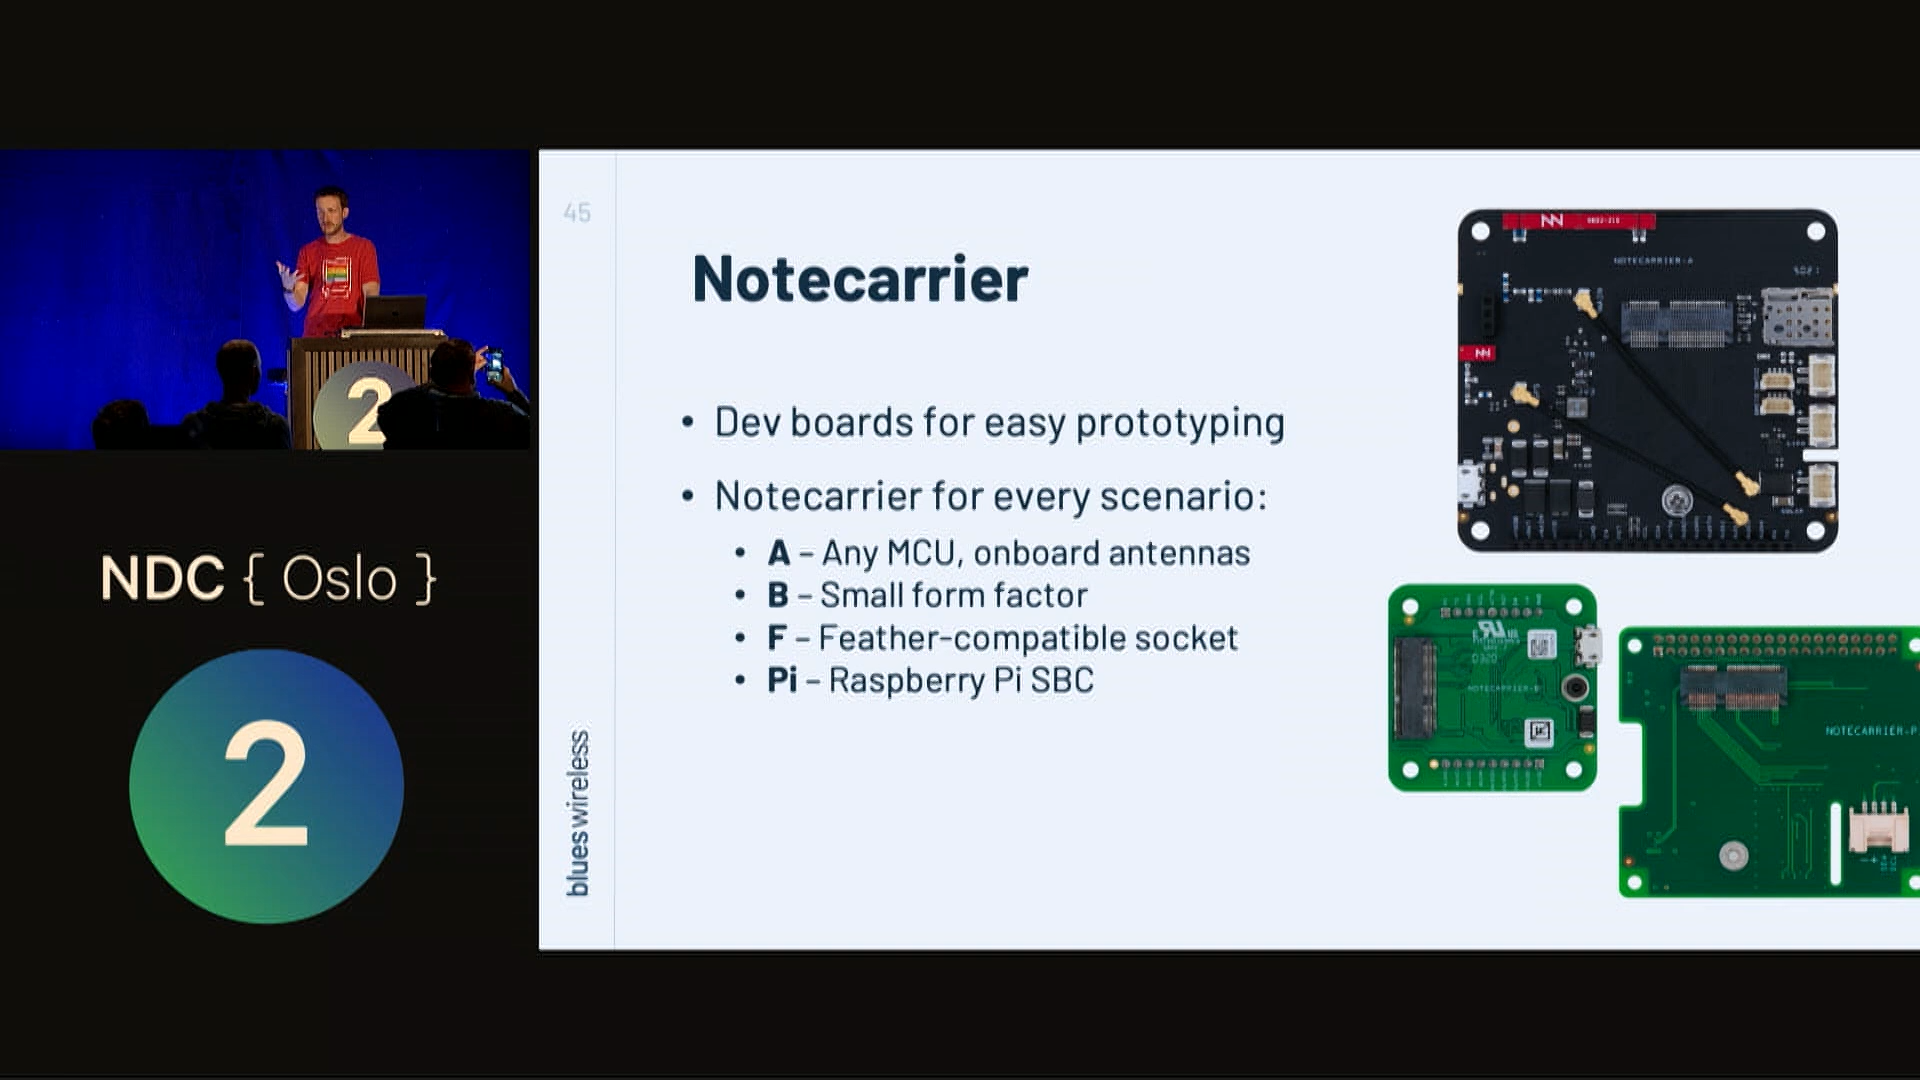 45
Notecarrier
• Dev boards for easy prototyping
• Notecarrier for every scenario:
• A – Any MCU, onboard antennas
• B – Small form factor
• F – Feather-compatible socket
• Pi – Raspberry Pi SBC
blues wireless
NOTECARRIER-A
NOTECARRIER-B
NOTECARRIER-P
2
NDC { Oslo }
2